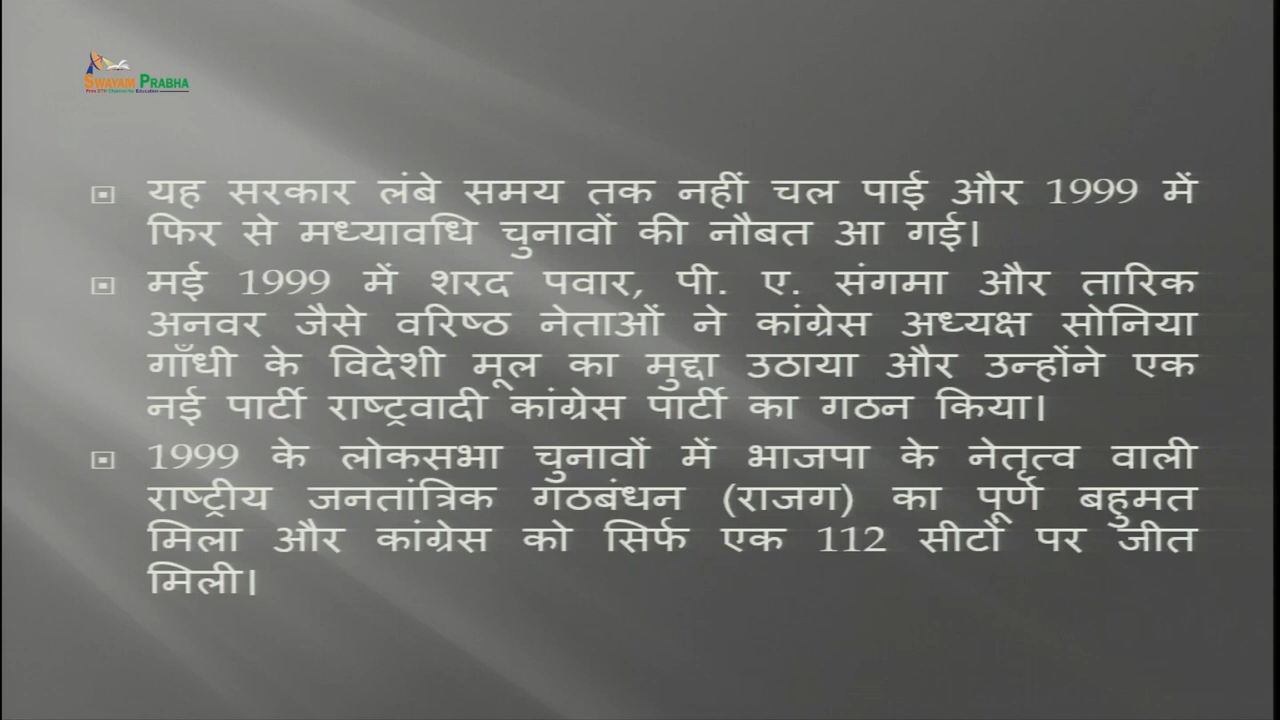 SWAYAM PRABHA
यह सरकार लंबे समय तक नहीं चल पाई और 1999 में
फिर से मध्यावधि चुनावों की नौबत आ गई।
मई 1999 में शरद पवार, पी. ए. संगमा और तारिक
अनवर जैसे वरिष्ठ नेताओं ने कांग्रेस अध्यक्ष सोनिया
गाँधी के विदेशी मूल का मुद्दा उठाया और उन्होंने एक
नई पार्टी राष्ट्रवादी कांग्रेस पार्टी का गठन किया।
1999 के लोकसभा चुनावों में भाजपा के नेतृत्व वाली
राष्ट्रीय जनतांत्रिक गठबंधन (राजग) का पूर्ण बहुमत
मिला और कांग्रेस को सिर्फ एक 112 सीटों पर जीत
मिली।